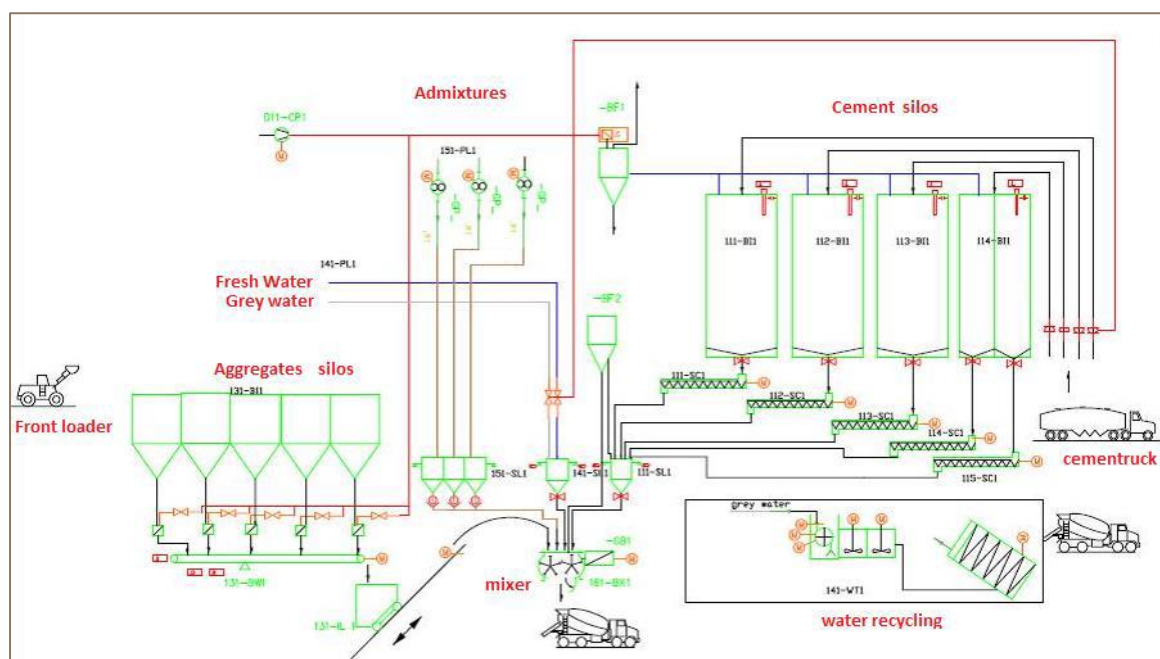 Admixtures
Cement silos
011-CP1
-BF1
151-PL1
111-BI1
112-BI1
113-BI1
114-BI1
141-PL1
Fresh Water
Grey water
-BF2
Aggregates silos
131-BI1
Front loader
111-SC1
112-SC1
113-SC1
114-SC1
115-SC1
cementruck
151-SL1
141-SL1
111-SL1
grey water
-GB1
161-BX1
mixer
131-BW1
131-IL 1
141-WT1
water recycling